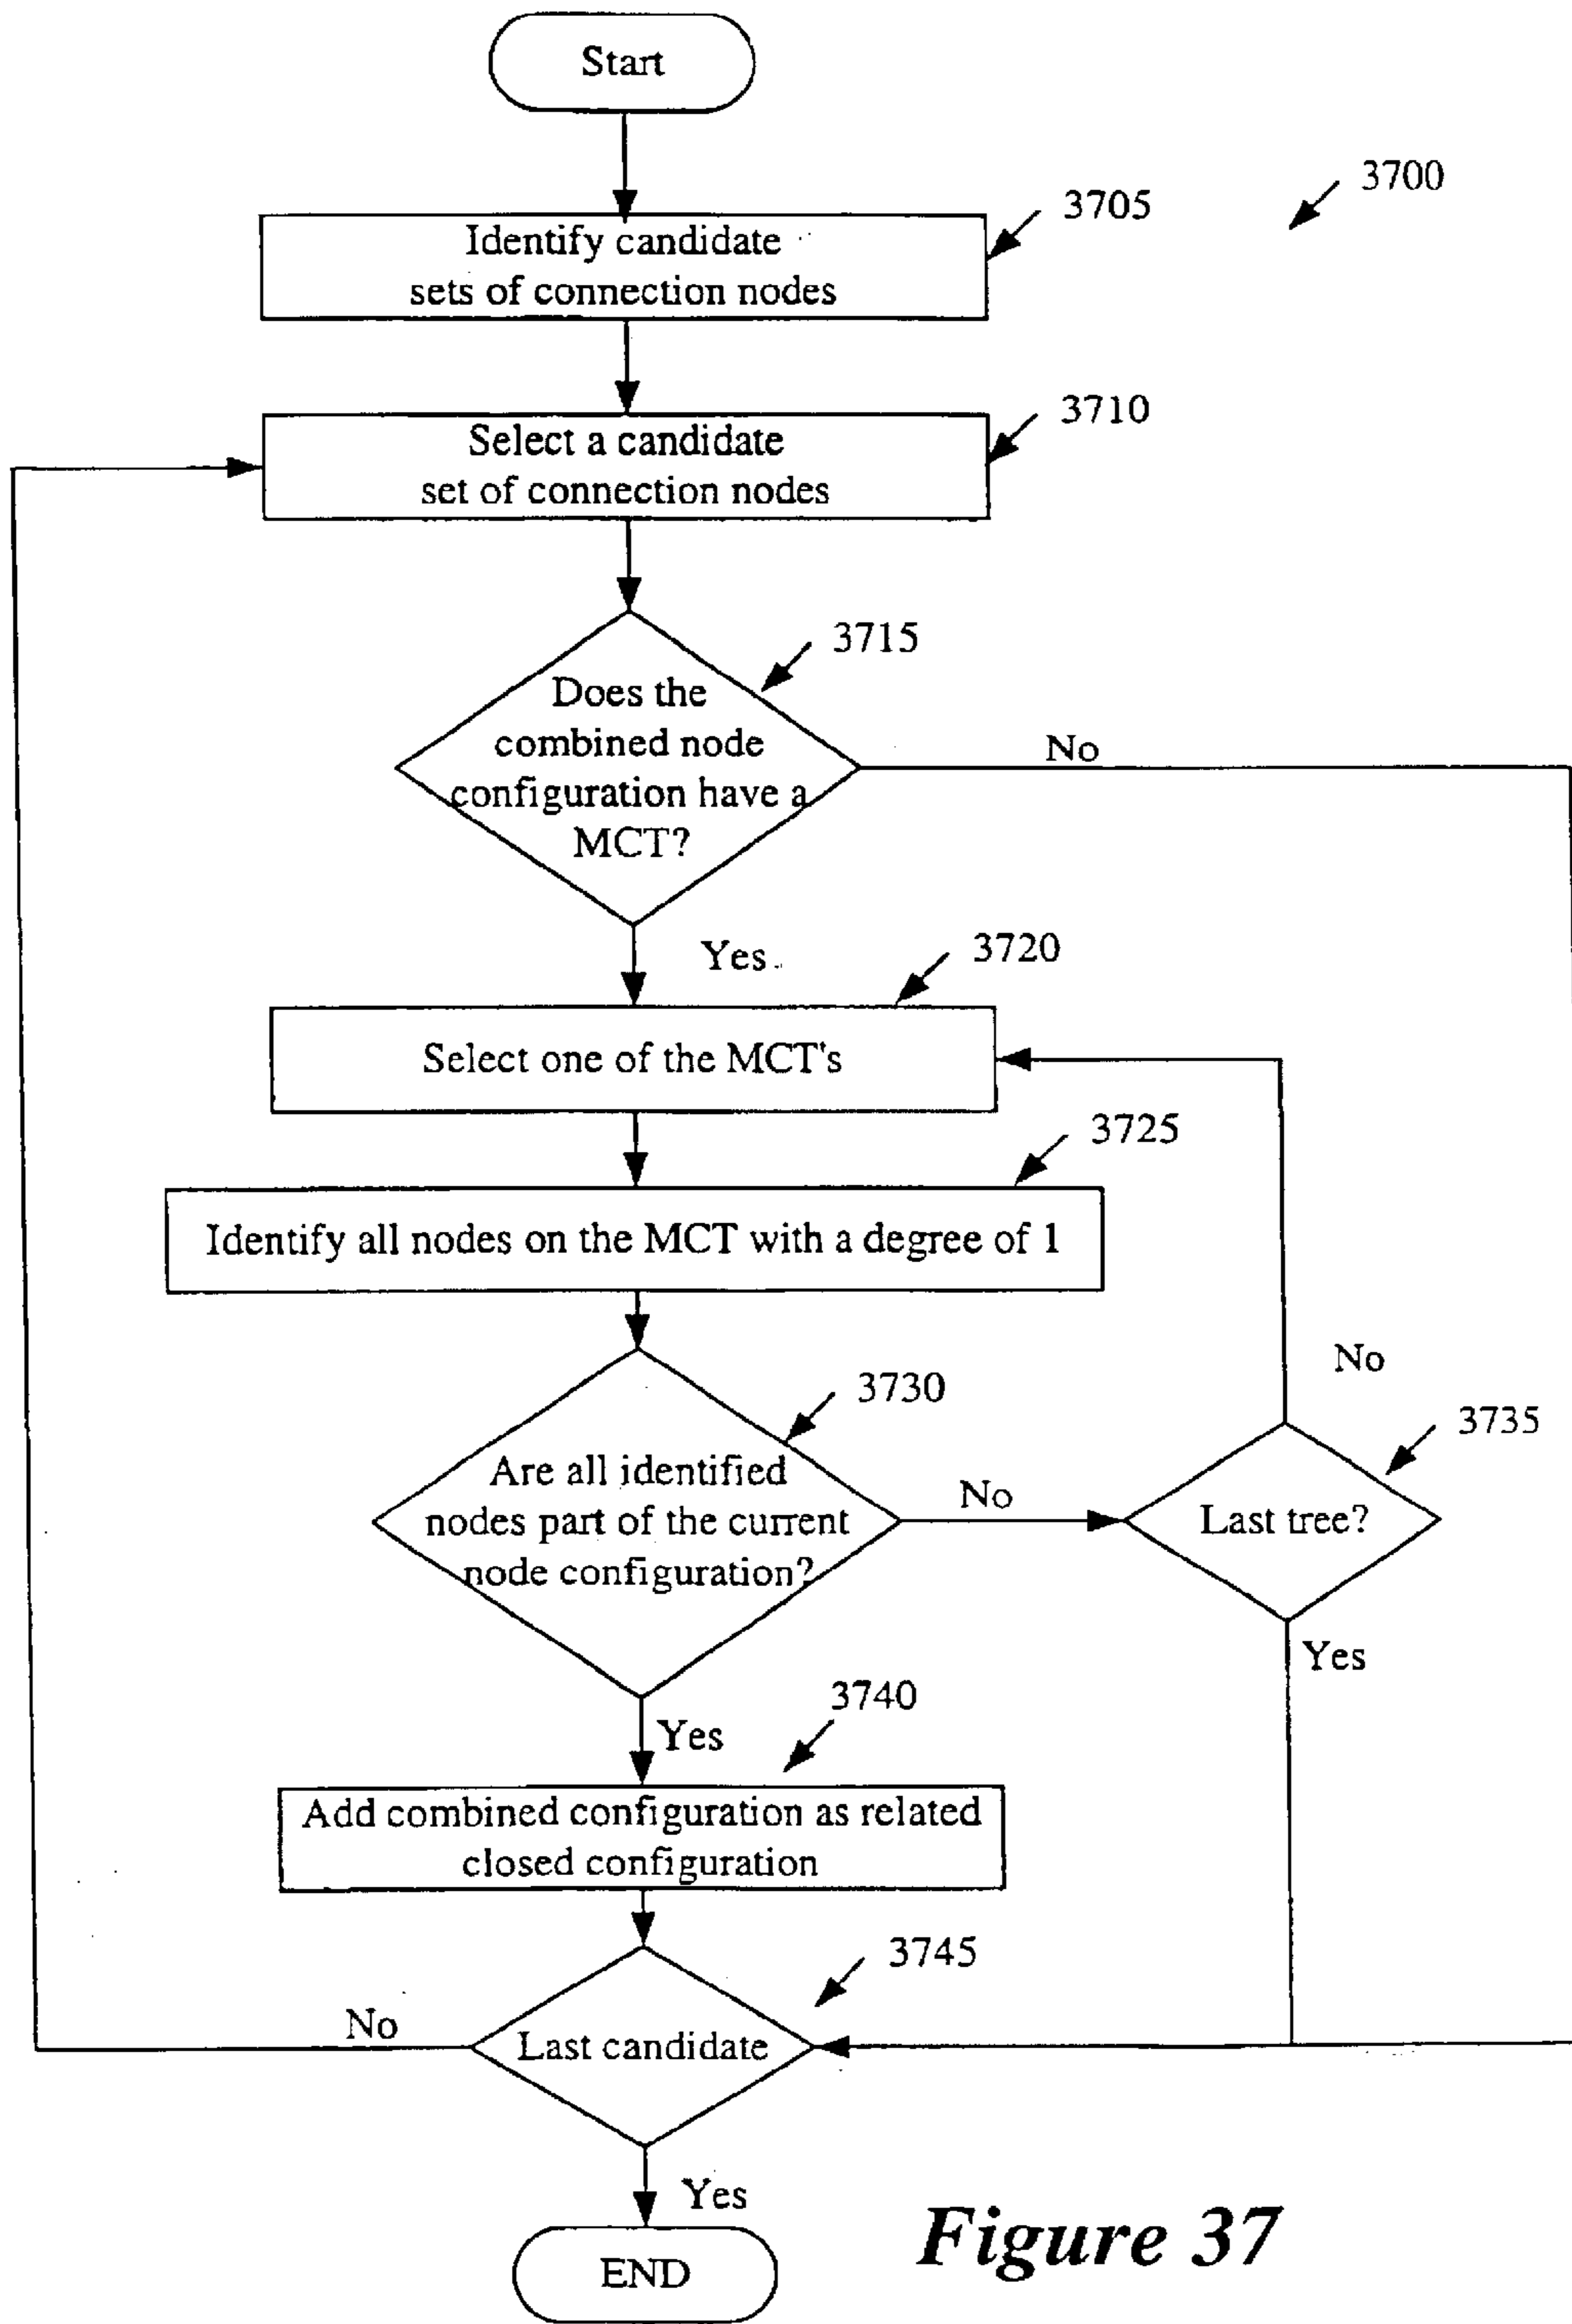 Start
3700
3705
Identify candidate
sets of connection nodes
3710
Select a candidate
set of connection nodes
3715
Does the
combined node
configuration have a
MCT?
No
Yes
3720
Select one of the MCT's
3725
Identify all nodes on the MCT with a degree of 1
No
3730
3735
Are all identified
nodes part of the current
node configuration?
No
Last tree?
Yes
3740
Yes
Add combined configuration as related
closed configuration
3745
No
Last candidate
Yes
END
Figure 37